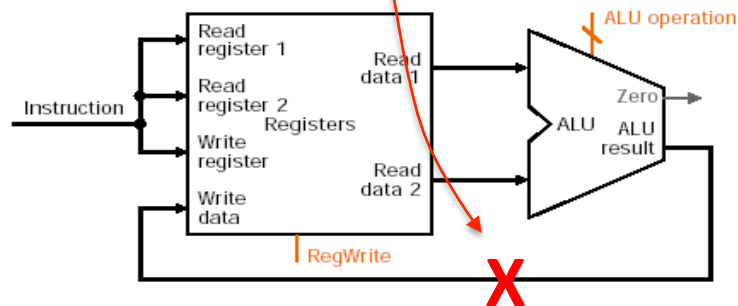 Instruction
Read
register 1
Read
register 2
Registers
Write
register
Write
data
Read
data 1
Read
data 2
RegWrite
ALU operation
Zero
ALU
ALU
result
X